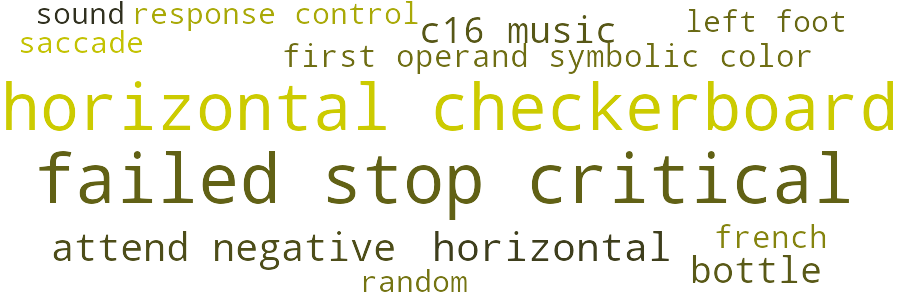 sound response control
c16 music left foot
saccade
first operand symbolic color
horizontal checkerboard
failed stop critical
attend negative horizontal french
bottle
random